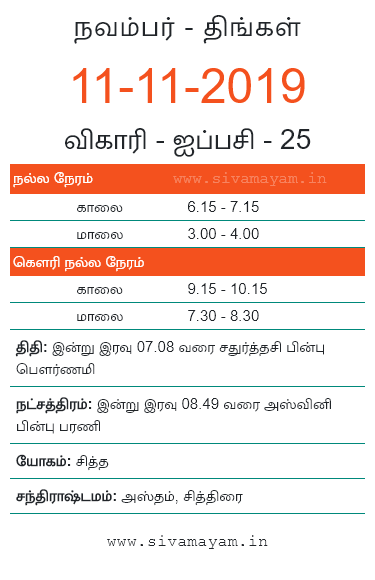 நவம்பர் - திங்கள்
11-11-2019
விகாரி - ஐப்பசி - 25
நல்ல நேரம் www.sivamayam.in
காலை 6.15 - 7.15
மாலை 3.00 - 4.00
கௌரி நல்ல நேரம்
காலை 9.15 - 10.15
மாலை 7.30 - 8.30
திதி: இன்று இரவு 07.08 வரை சதுர்த்தசி பின்பு
பௌர்ணமி
நட்சத்திரம்: இன்று இரவு 08.49 வரை அஸ்வினி
பின்பு பரணி
யோகம்: சித்த
சந்திராஷ்டமம்: அஸ்தம், சித்திரை
www.sivamayam.in